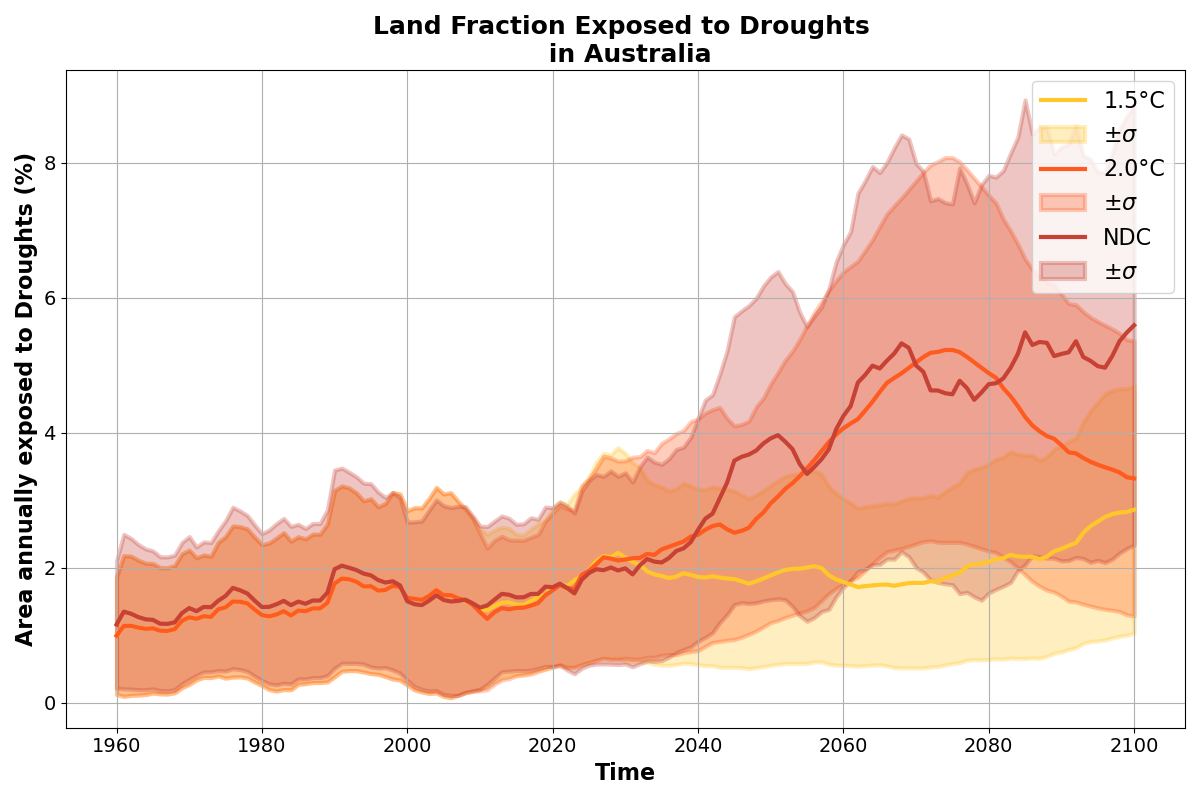 Land Fraction Exposed to Droughts
in Australia
Area annually exposed to Droughts (%)
8
6
4
2
0
1.5°C
±σ
2.0°C
±σ
NDC
±σ
1960 1980 2000 2020 2040 2060 2080 2100
Time